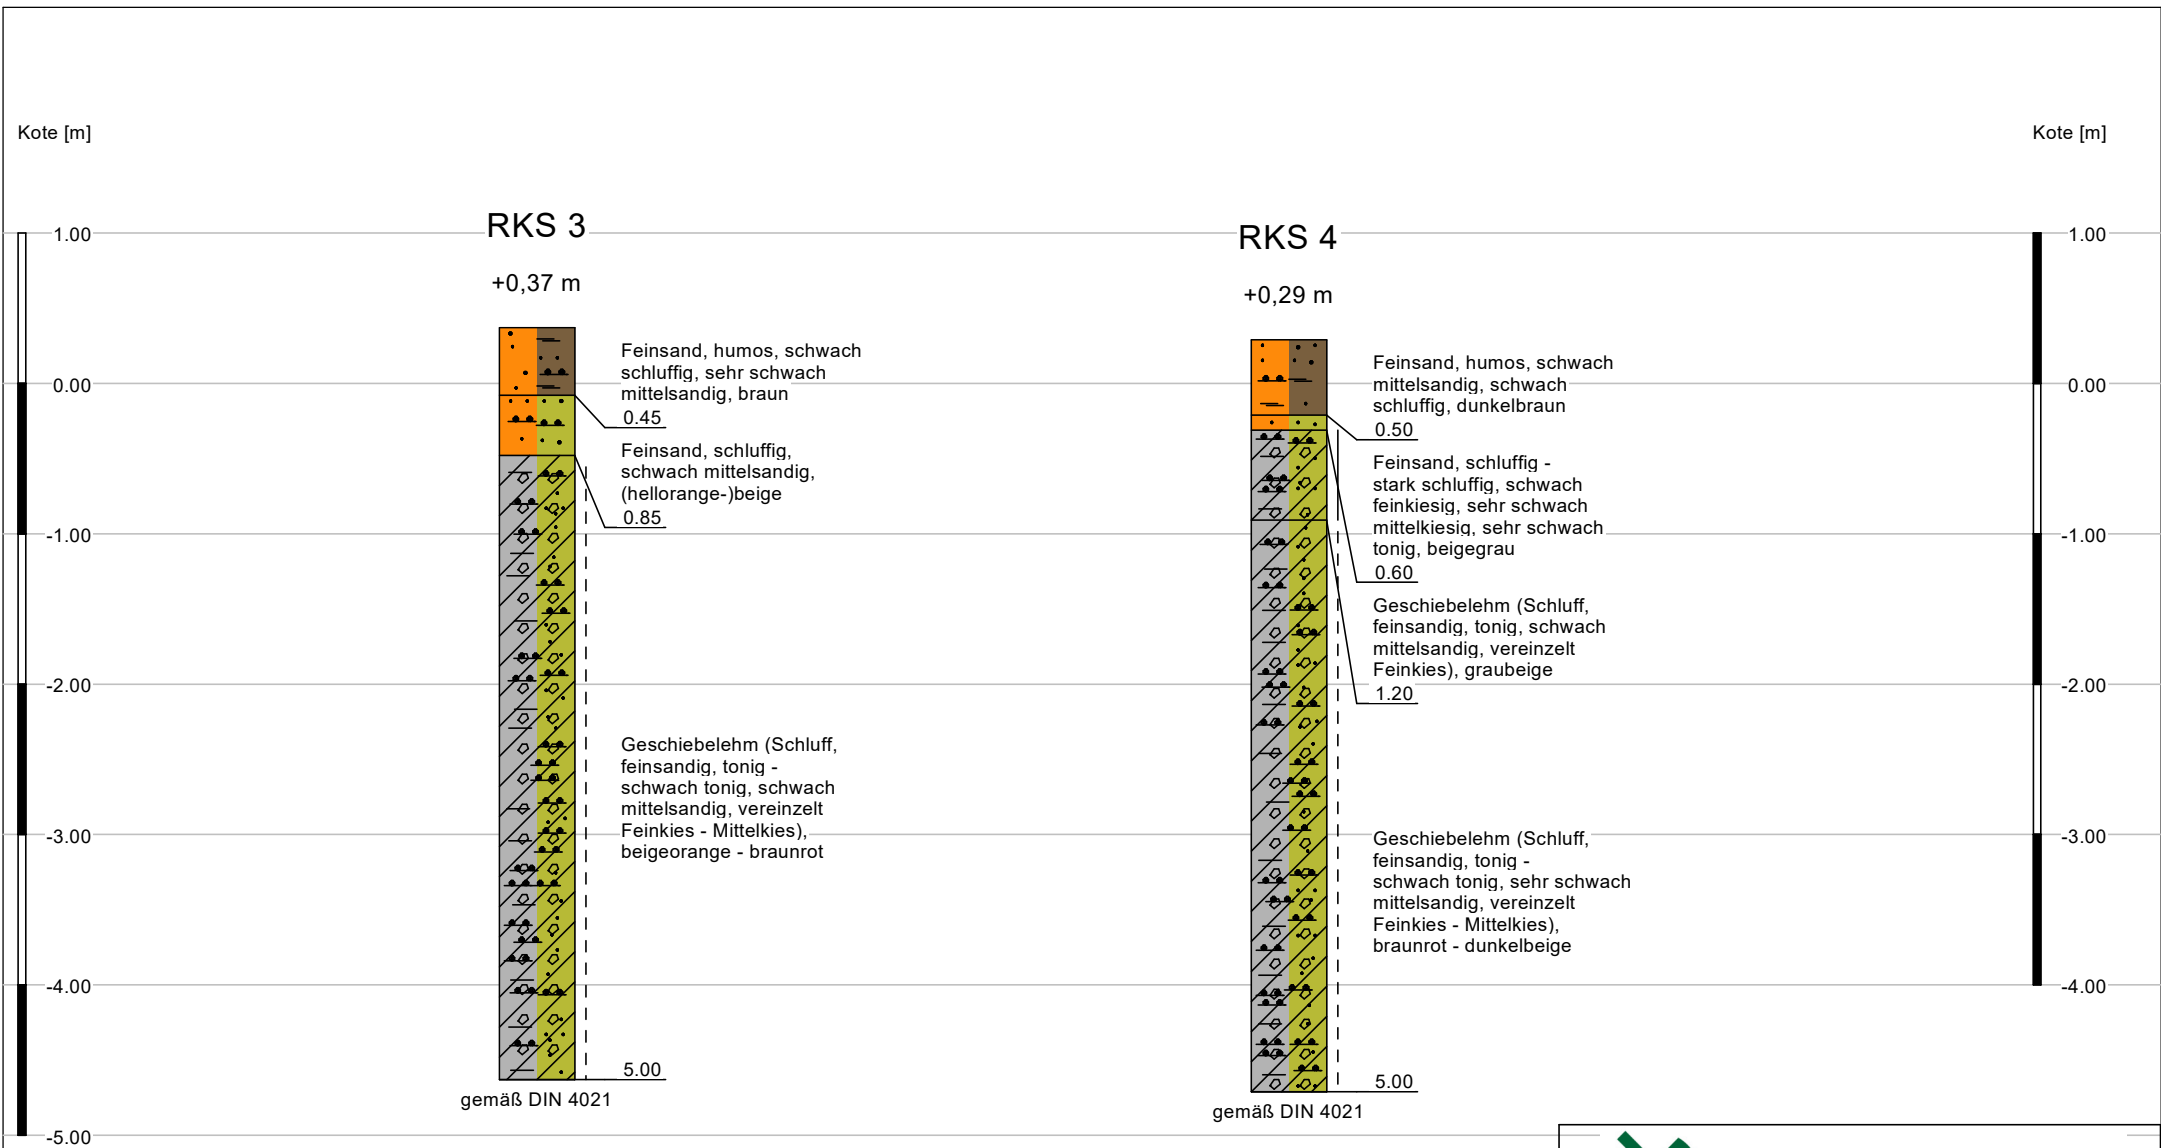 Kote [m]
Kote [m]
1.00
0.00
-1.00
-2.00
-3.00
-4.00
-5.00
RKS 3
+0,37 m
Feinsand, humos, schwach
schluffig, sehr schwach
mittelsandig, braun
0.45
Feinsand, schluffig,
schwach mittelsandig,
(hellorange-)beige
0.85
Geschiebelehm (Schluff,
feinsandig, tonig -
schwach tonig, schwach
mittelsandig, vereinzelt
Feinkies - Mittelkies),
beigeorange - braunrot
5.00
gemäß DIN 4021
RKS 4
+0,29 m
Feinsand, humos, schwach
mittelsandig, schwach
schluffig, dunkelbraun
0.50
Feinsand, schluffig -
stark schluffig, schwach
feinkiesig, sehr schwach
mittelkiesig, sehr schwach
tonig, beigegrau
0.60
Geschiebelehm (Schluff,
feinsandig, tonig, schwach
mittelsandig, vereinzelt
Feinkies), graubeige
1.20
Geschiebelehm (Schluff,
feinsandig, tonig -
schwach tonig, sehr schwach
mittelsandig, vereinzelt
Feinkies - Mittelkies),
braunrot - dunkelbeige
5.00
gemäß DIN 4021
1.00
0.00
-1.00
-2.00
-3.00
-4.00